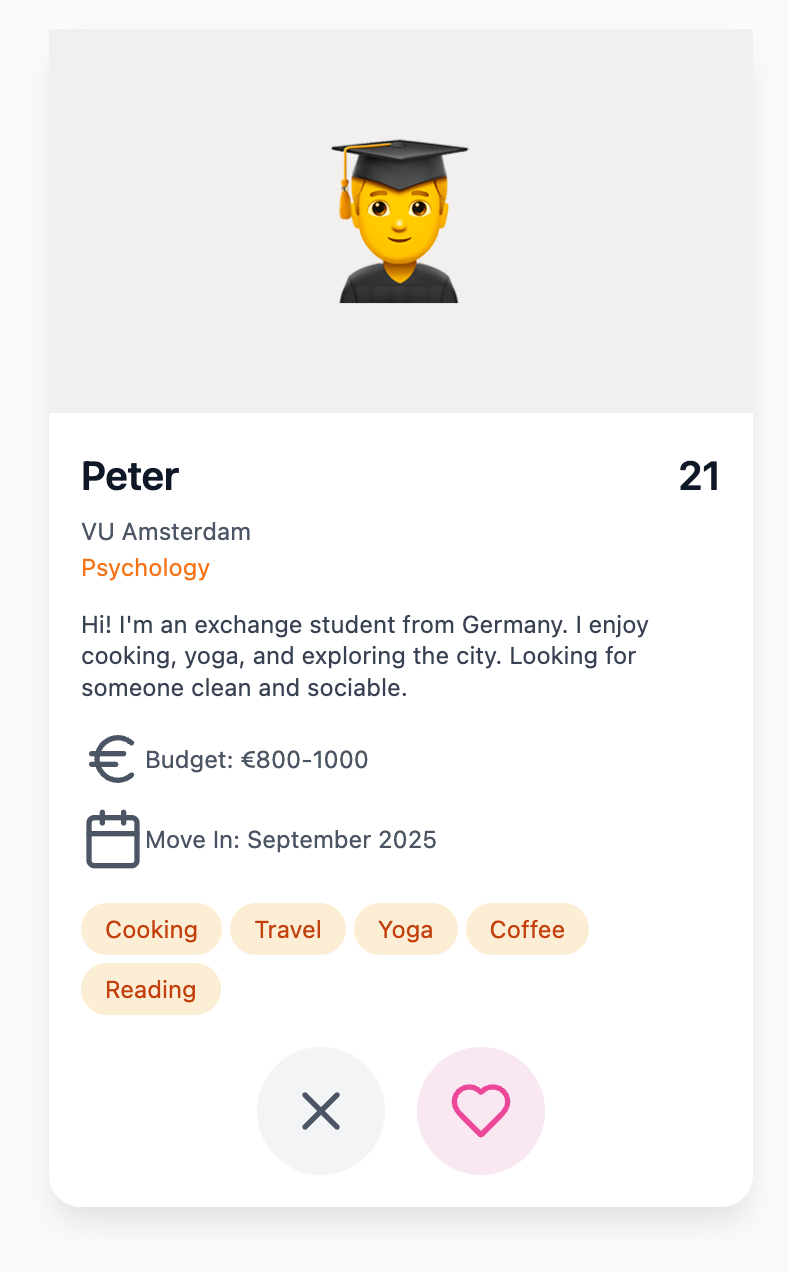 Peter 21
VU Amsterdam
Psychology
Hi! I'm an exchange student from Germany. I enjoy
cooking, yoga, and exploring the city. Looking for
someone clean and sociable.
Budget: €800-1000
Move In: September 2025
Cooking Travel Yoga Coffee
Reading